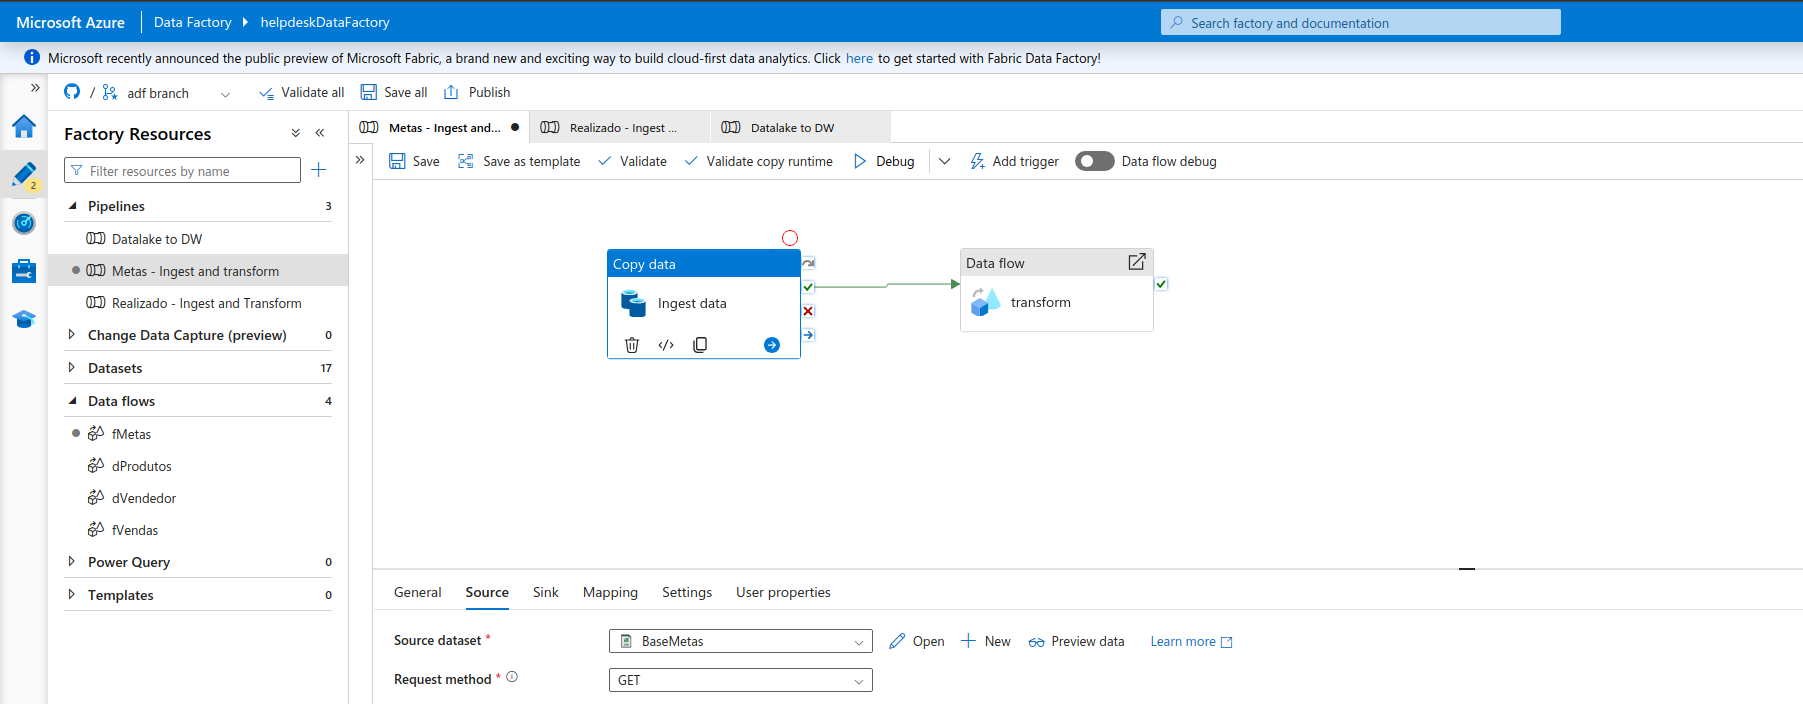 Microsoft Azure
Data Factory
helpdeskDataFactory
Search factory and documentation
Microsoft recently announced the public preview of Microsoft Fabric, a brand new and exciting way to build cloud-first data analytics. Click here to get started with Fabric Data Factory!
/ adf branch
Validate all
Save all
Publish
Factory Resources
Filter resources by name
2
Pipelines 3
Datalake to DW
Metas - Ingest and transform
Realizado - Ingest and Transform
Change Data Capture (preview) 0
Datasets 17
Data flows 4
fMetas
dProdutos
dVendedor
fVendas
Power Query 0
Templates 0
Metas - Ingest and...
Realizado - Ingest ...
Datalake to DW
Save
Save as template
Validate
Validate copy runtime
Debug
Add trigger
Data flow debug
Copy data
Ingest data
Data flow
transform
General
Source
Sink
Mapping
Settings
User properties
Source dataset *
BaseMetas
Open
New
Preview data
Learn more
Request method *
GET